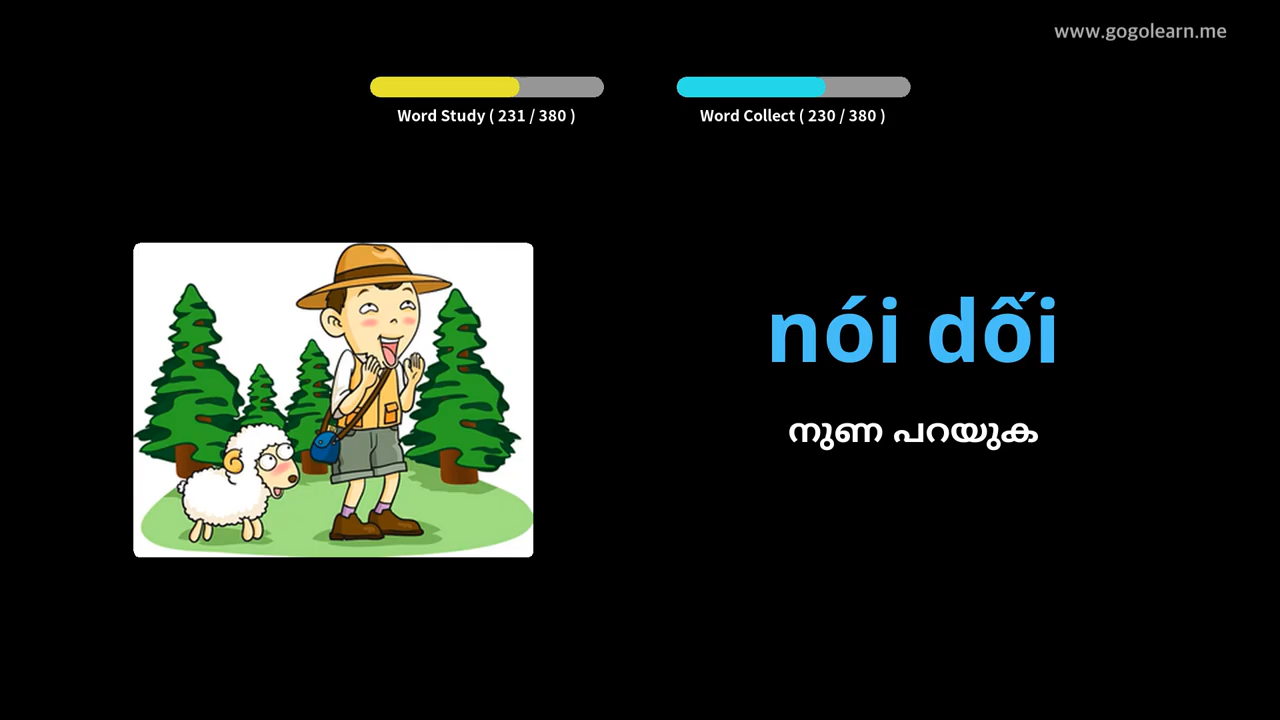 www.gogolearn.me
Word Study ( 231 / 380 )
Word Collect ( 230 / 380 )
nói dối
നുണ പറയുക